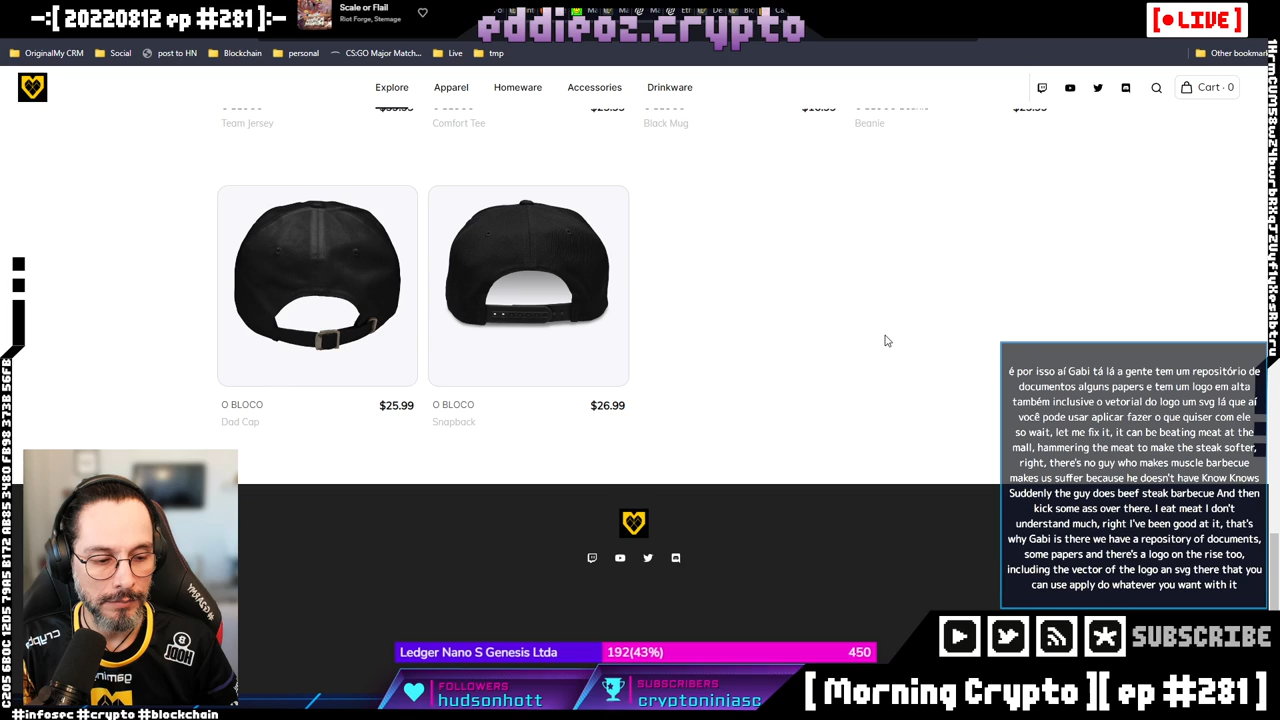 –:[ 20220812 ep #281 ]:–
Scale or Flail
Riot Forge, Stemage
eddieoz.crypto
[ • LIVE ]
OriginalMy CRM
Social
post to HN
Blockchain
personal
CS:GO Major Match...
Live
tmp
Other bookmar
Explore
Apparel
Homeware
Accessories
Drinkware
Cart · 0
Team Jersey
Comfort Tee
Black Mug
Beanie
O BLOCO
$25.99
Dad Cap
O BLOCO
$26.99
Snapback
é por isso aí Gabi tá lá a gente tem um repositório de
documentos alguns papers e tem um logo em alta
também inclusive o vetorial do logo um svg lá que aí
você pode usar aplicar fazer o que quiser com ele
so wait, let me fix it, it can be beating meat at the
mall, hammering the meat to make the steak softer,
right, there's no guy who makes muscle barbecue
makes us suffer because he doesn't have Know Knows
Suddenly the guy does beef steak barbecue And then
kick some ass over there. I eat meat I don't
understand much, right I've been good at it, that's
why Gabi is there we have a repository of documents,
some papers and there's a logo on the rise too,
including the vector of the logo an svg there that you
can use apply do whatever you want with it
Ledger Nano S Genesis Ltda
192(43%)
450
FOLLOWERS
hudsonhott
SUBSCRIBERS
cryptoninjasc
SUBSCRIBE
[ Morning Crypto ][ ep #281 ]
#infosec #crypto #blockchain